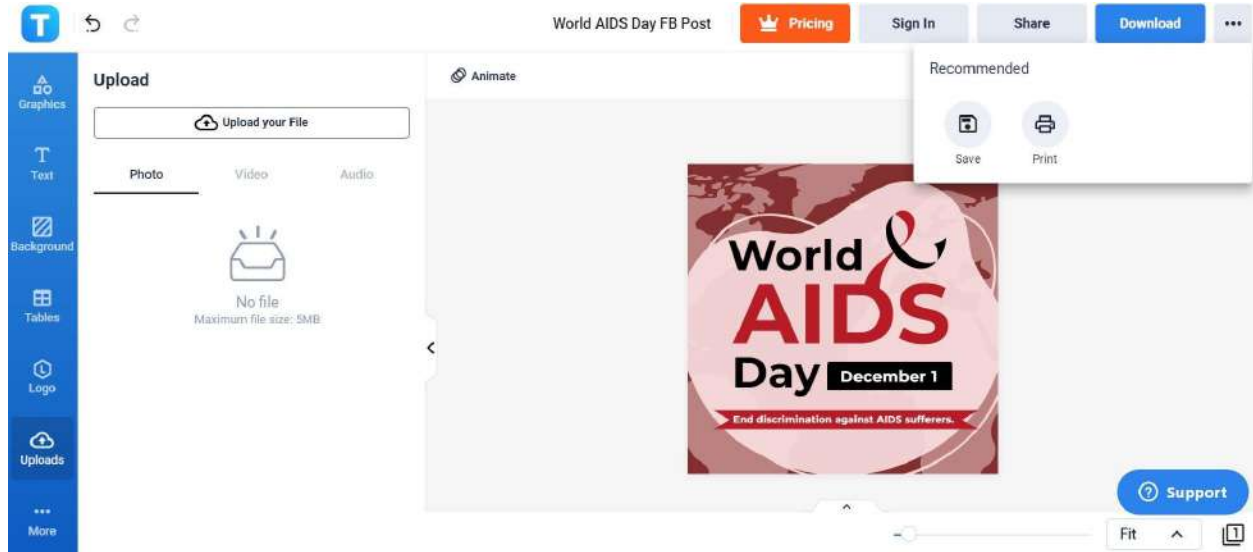 T
World AIDS Day FB Post
Pricing
Sign In
Share
Download
Graphics
Text
Background
Tables
Logo
Uploads
More
Upload
Upload your File
Photo
Video
Audio
No file
Maximum file size: 5MB
Animate
Recommended
Save
Print
World
AIDS
Day
December 1
End discrimination against AIDS sufferers.
Support
Fit
1